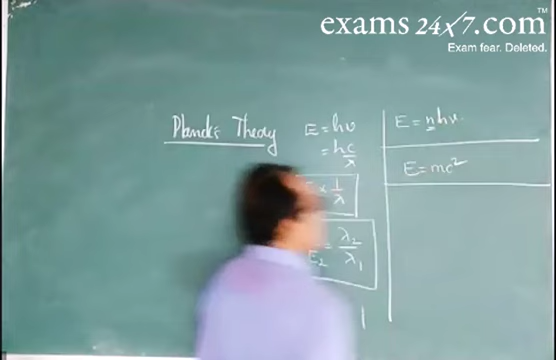 exams24x7.com™
Exam fear. Deleted.
Planck's Theory
E = hν
= hc/λ
∝ 1/λ
E₂ = λ₂/λ₁
E = nhν
E = mc²